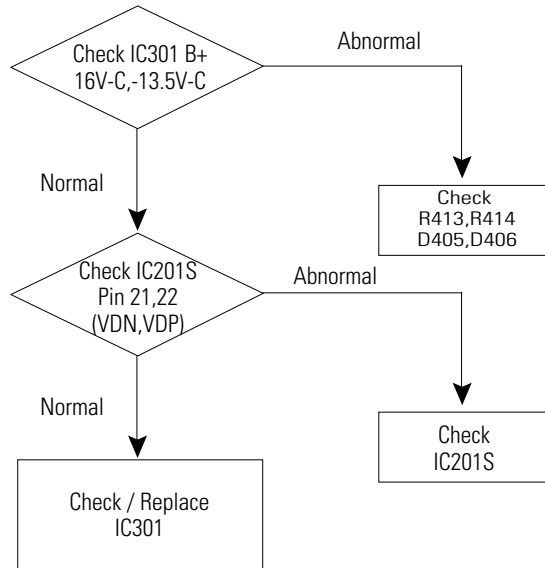 Check IC301 B+
16V-C,-13.5V-C
Abnormal
Normal
Check
R413,R414
D405,D406
Check IC201S
Pin 21,22
(VDN,VDP)
Abnormal
Normal
Check
IC201S
Check / Replace
IC301